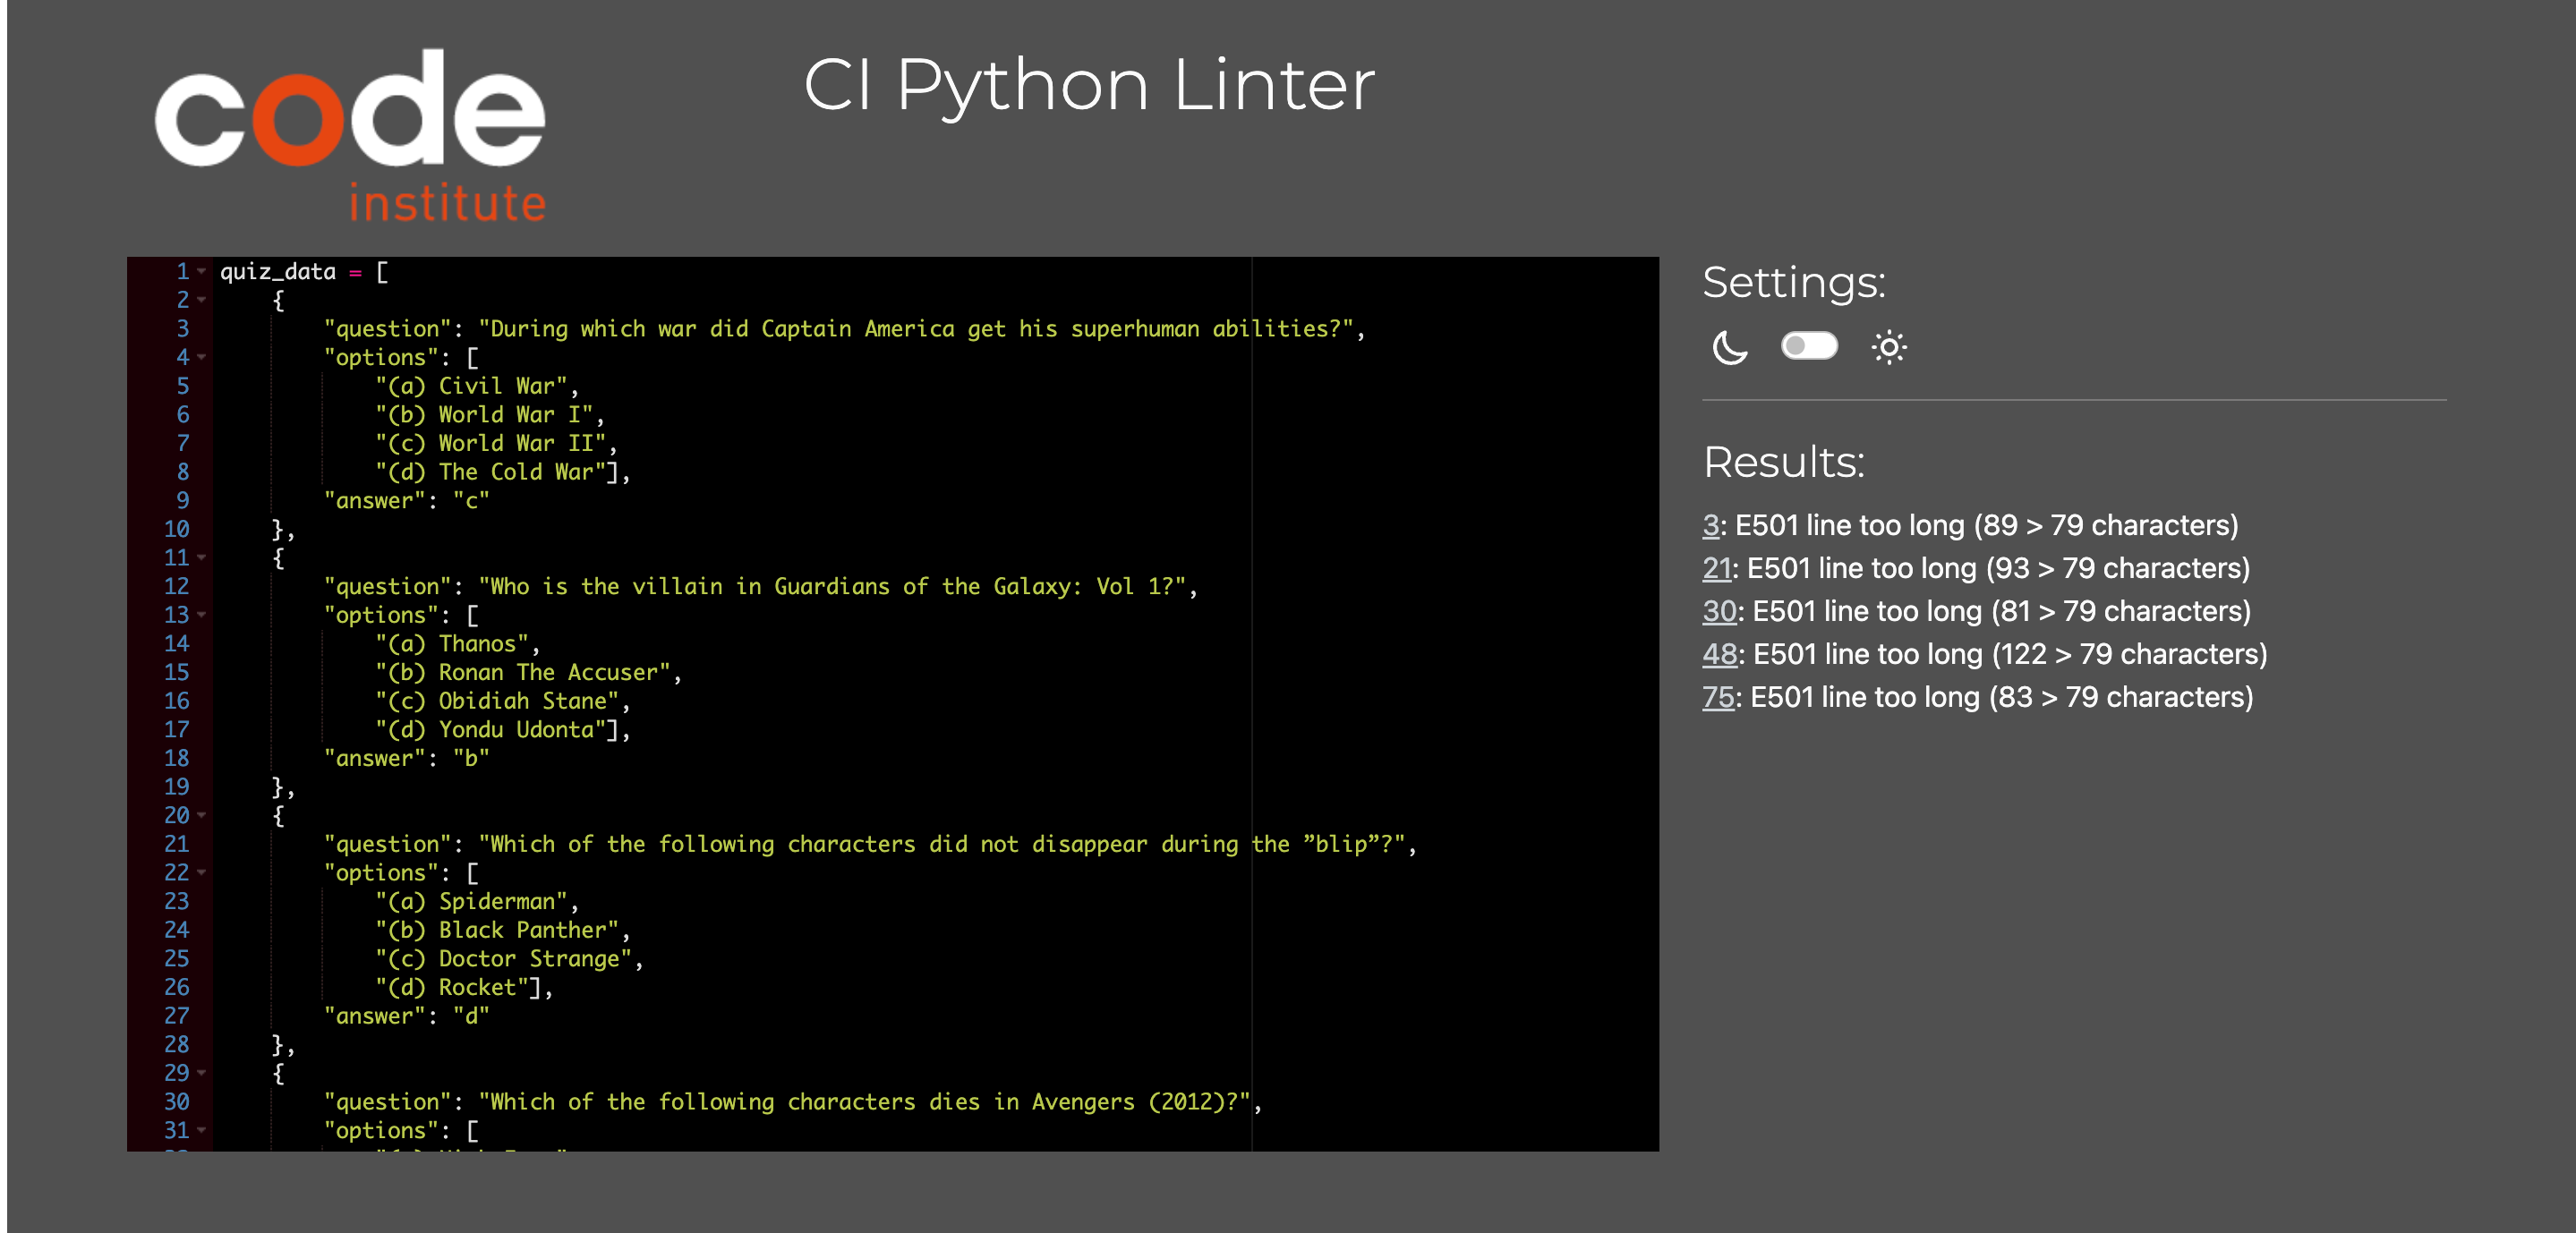 code
institute
CI Python Linter
1 quiz_data = [
2 {
3 "question": "During which war did Captain America get his superhuman abilities?",
4 "options": [
5 "(a) Civil War",
6 "(b) World War I",
7 "(c) World War II",
8 "(d) The Cold War"],
9 "answer": "c"
10 },
11 {
12 "question": "Who is the villain in Guardians of the Galaxy: Vol 1?",
13 "options": [
14 "(a) Thanos",
15 "(b) Ronan The Accuser",
16 "(c) Obidiah Stane",
17 "(d) Yondu Udonta"],
18 "answer": "b"
19 },
20 {
21 "question": "Which of the following characters did not disappear during the ”blip”?",
22 "options": [
23 "(a) Spiderman",
24 "(b) Black Panther",
25 "(c) Doctor Strange",
26 "(d) Rocket"],
27 "answer": "d"
28 },
29 {
30 "question": "Which of the following characters dies in Avengers (2012)?",
31 "options": [
Settings:
Results:
3: E501 line too long (89 > 79 characters)
21: E501 line too long (93 > 79 characters)
30: E501 line too long (81 > 79 characters)
48: E501 line too long (122 > 79 characters)
75: E501 line too long (83 > 79 characters)